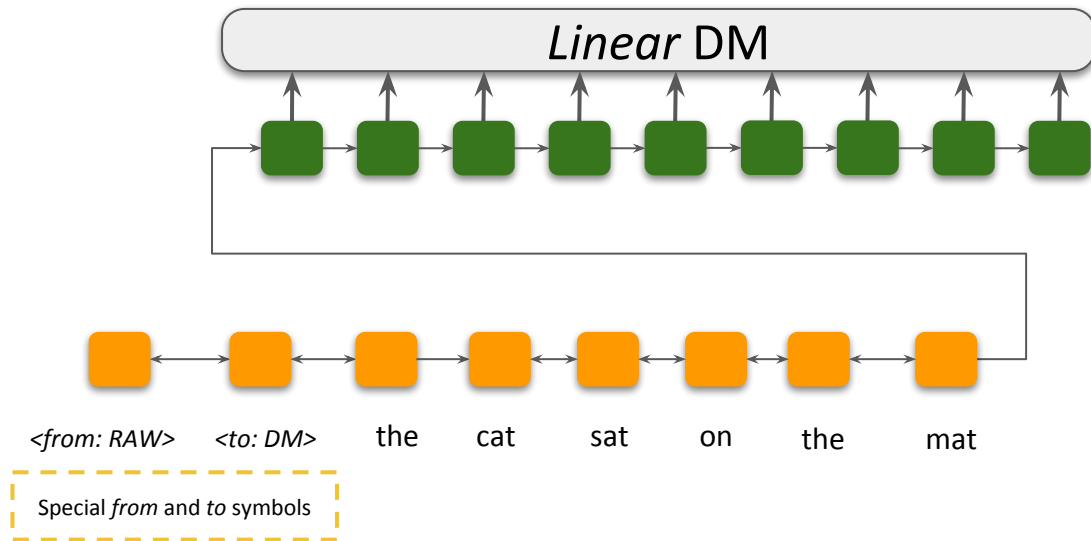 Linear DM
<from: RAW> <to: DM> the cat sat on the mat
Special from and to symbols